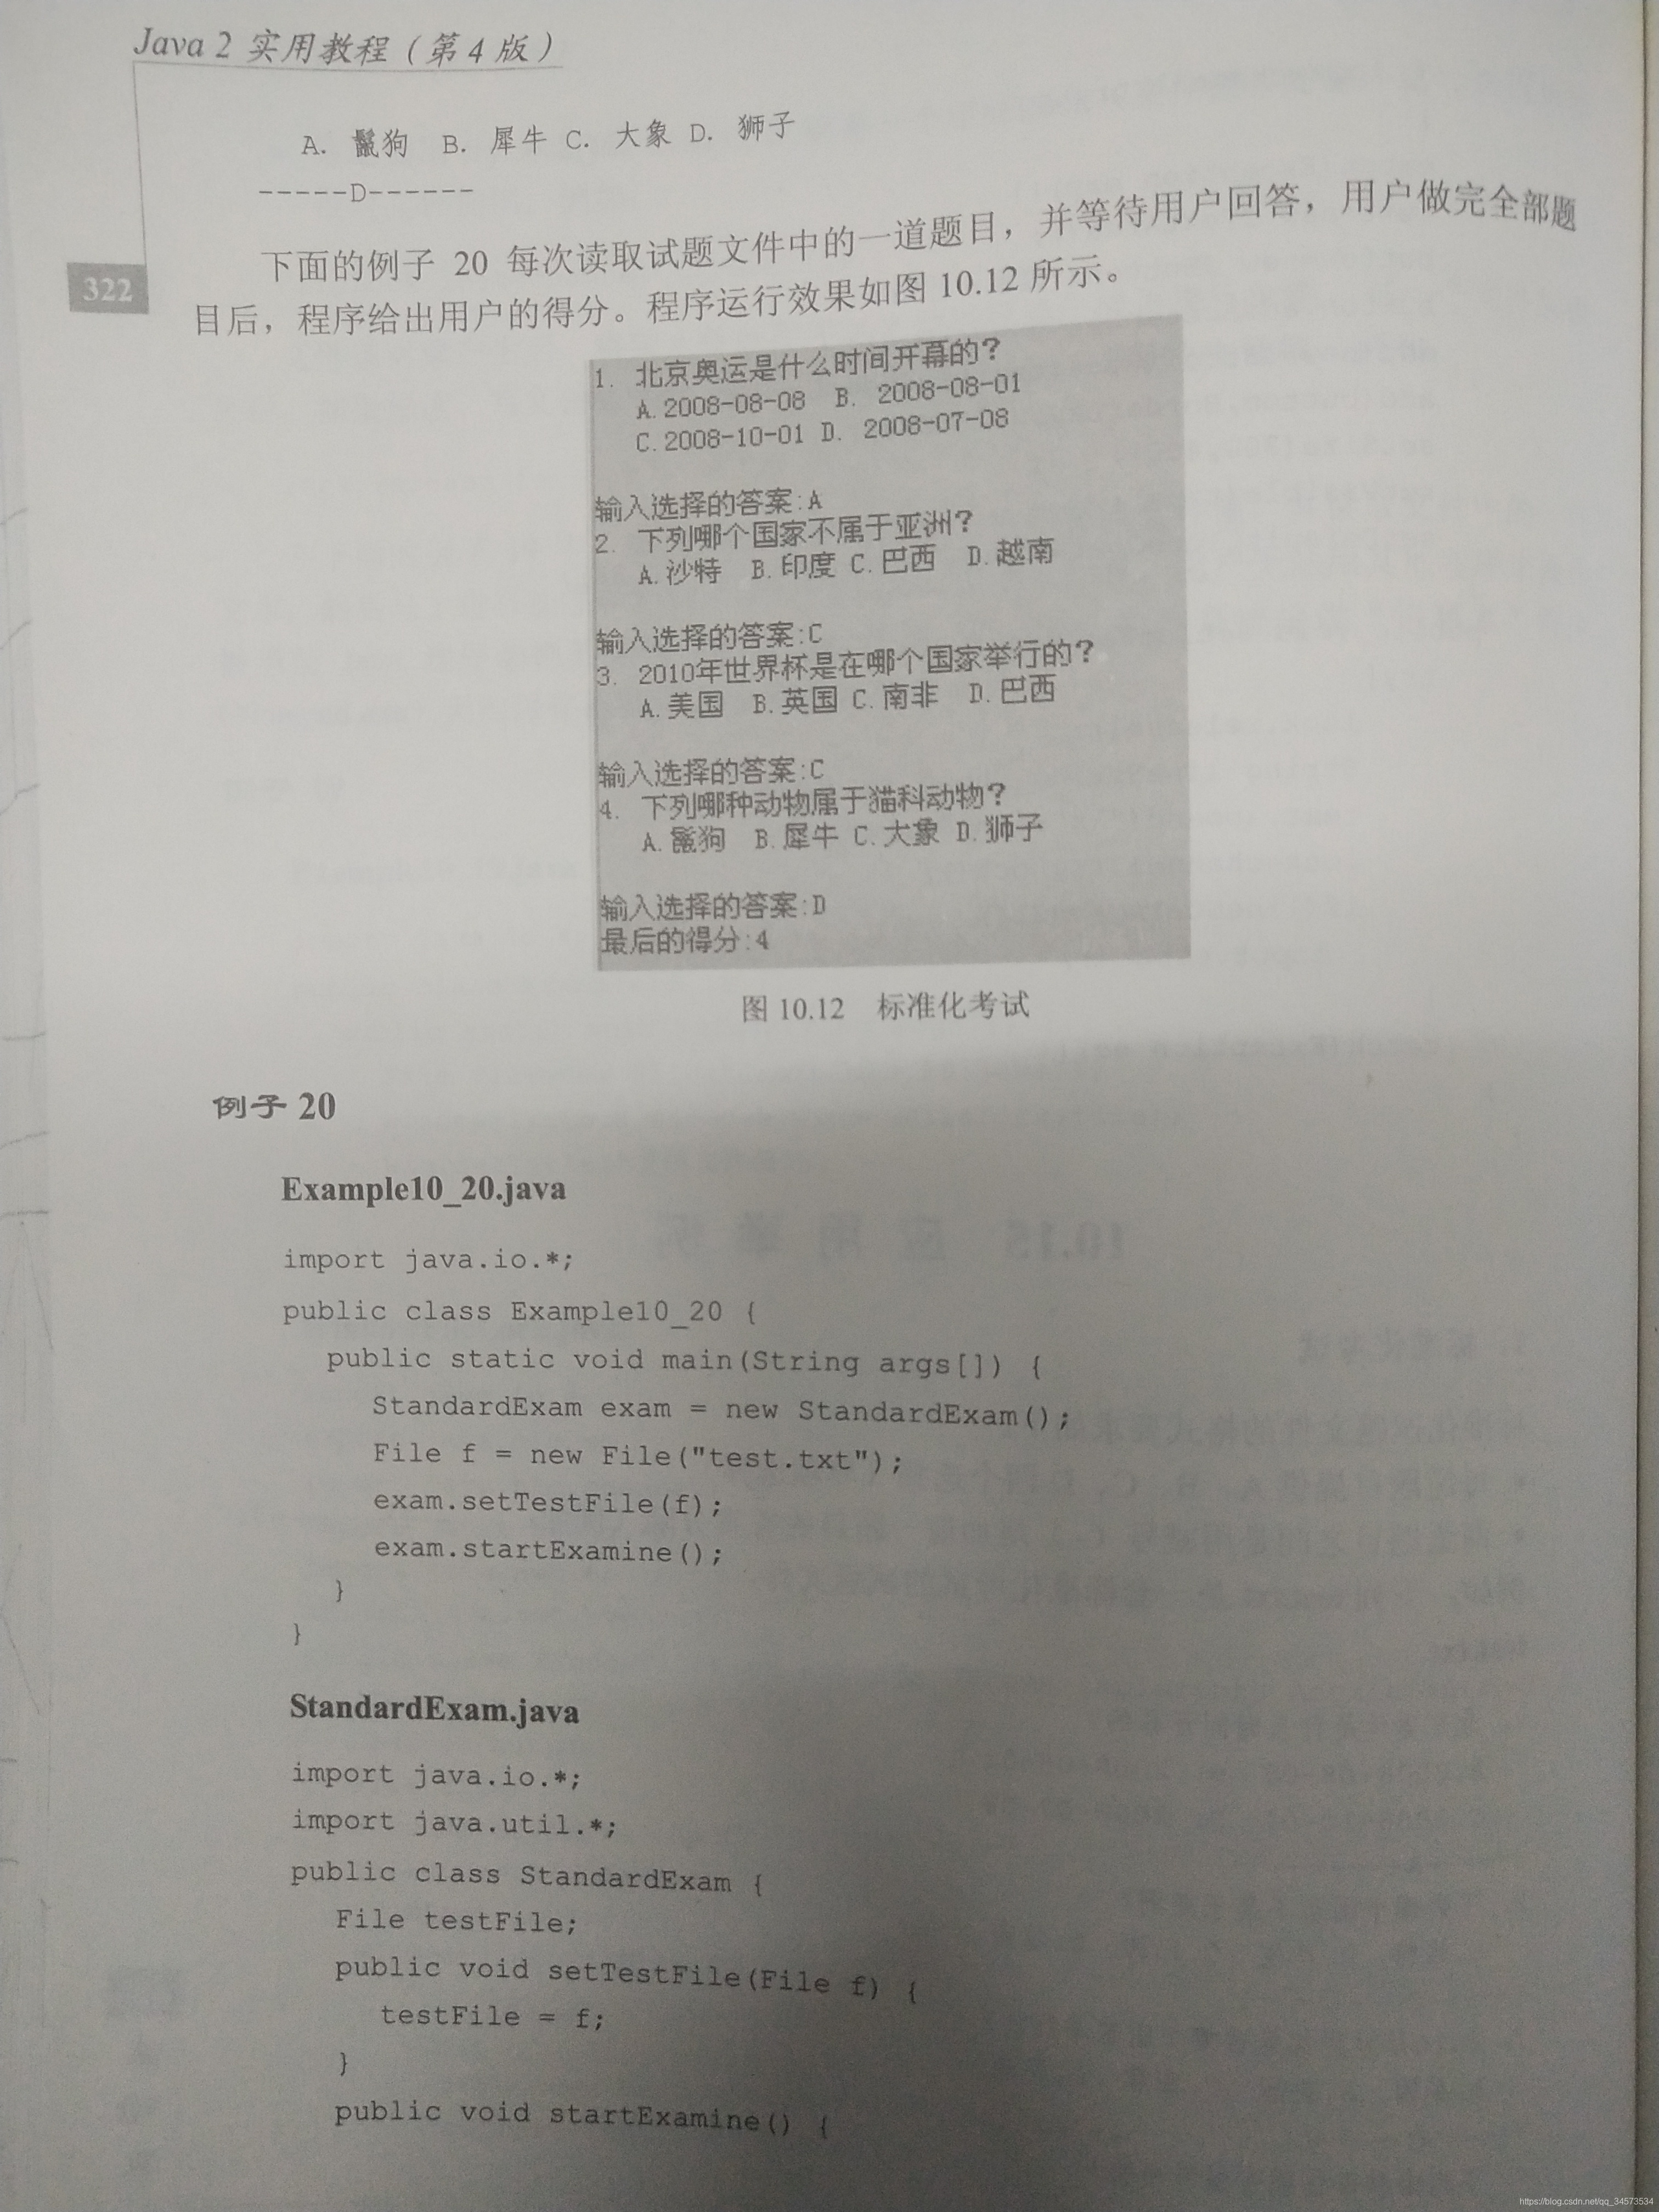 Java 2 实用教程（第 4 版）
A. 鬣狗 B. 犀牛 C. 大象 D. 狮子
-----D------
下面的例子 20 每次读取试题文件中的一道题目，并等待用户回答，用户做完全部题
322
目后，程序给出用户的得分。程序运行效果如图 10.12 所示。
1. 北京奥运是什么时间开幕的?
A.2008-08-08 B. 2008-08-01
C.2008-10-01 D. 2008-07-08
输入选择的答案:A
2. 下列哪个国家不属于亚洲?
A.沙特 B.印度 C.巴西 D.越南
输入选择的答案:C
3. 2010年世界杯是在哪个国家举行的?
A.美国 B.英国 C.南非 D.巴西
输入选择的答案:C
4. 下列哪种动物属于猫科动物?
A.鬣狗 B.犀牛 C.大象 D.狮子
输入选择的答案:D
最后的得分:4
图 10.12 标准化考试
例子 20
Example10_20.java
import java.io.*;
public class Example10_20 {
public static void main(String args[]) {
StandardExam exam = new StandardExam();
File f = new File("test.txt");
exam.setTestFile(f);
exam.startExamine();
}
}
StandardExam.java
import java.io.*;
import java.util.*;
public class StandardExam {
File testFile;
public void setTestFile(File f) {
testFile = f;
}
public void startExamine() {
https://blog.csdn.net/qq_34573534